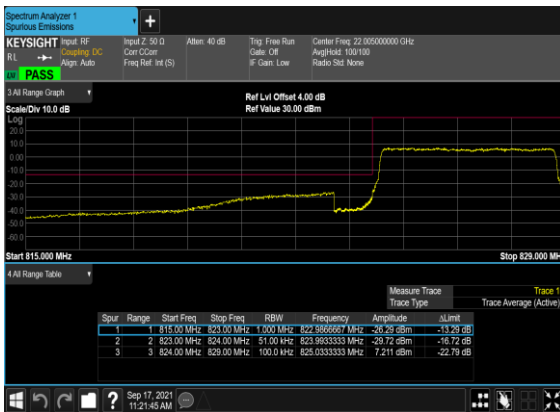 Spectrum Analyzer 1
Spurious Emissions
KEYSIGHT Input: RF Input Z: 50 Ω Atten: 40 dB Trig: Free Run Center Freq: 22.005000000 GHz
RL Coupling: DC Corr CCorr Gate: Off Avg|Hold: 100/100
Align: Auto Freq Ref: Int (S) IF Gain: Low Radio Std: None
PASS
3 All Range Graph Ref Lvl Offset 4.00 dB
Scale/Div 10.0 dB Ref Value 30.00 dBm
Log
20.0
10.0
0.00
-10.0
-20.0
-30.0
-40.0
-50.0
-60.0
Start 815.000 MHz Stop 829.000 MH
4 All Range Table
Measure Trace Trace 1
Trace Type Trace Average (Active)
Spur Range Start Freq Stop Freq RBW Frequency Amplitude ΔLimit
1 1 815.00 MHz 823.00 MHz 1.000 MHz 822.9866667 MHz -26.29 dBm -13.29 dB
2 2 823.00 MHz 824.00 MHz 51.00 kHz 823.9933333 MHz -29.72 dBm -16.72 dB
3 3 824.00 MHz 829.00 MHz 100.0 kHz 825.0333333 MHz 7.211 dBm -22.79 dB
Sep 17, 2021
11:21:45 AM